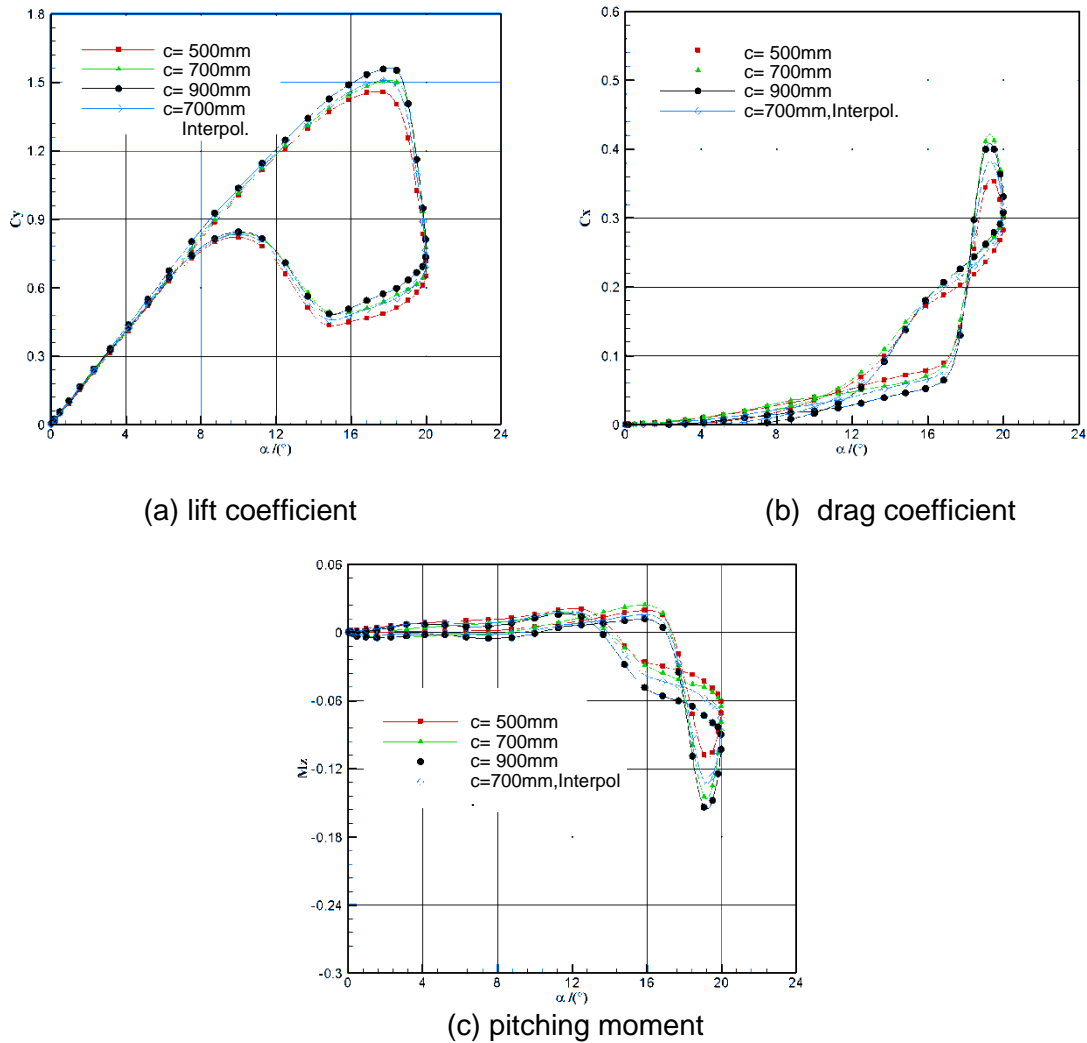 1.8
1.5
1.2
0.9
0.6
0.3
0
Cy
c= 500mm
c= 700mm
c= 900mm
c=700mm
Interpol.
0 4 8 12 16 20 24
α /(°)
(a) lift coefficient
0.6
0.5
0.4
0.3
0.2
0.1
0
Cx
c= 500mm
c= 700mm
c= 900mm
c=700mm,Interpol.
0 4 8 12 16 20 24
α /(°)
(b) drag coefficient
0.06
0
-0.06
-0.12
-0.18
-0.24
-0.3
Mz
c= 500mm
c= 700mm
c= 900mm
c=700mm,Interpol
0 4 8 12 16 20 24
α /(°)
(c) pitching moment